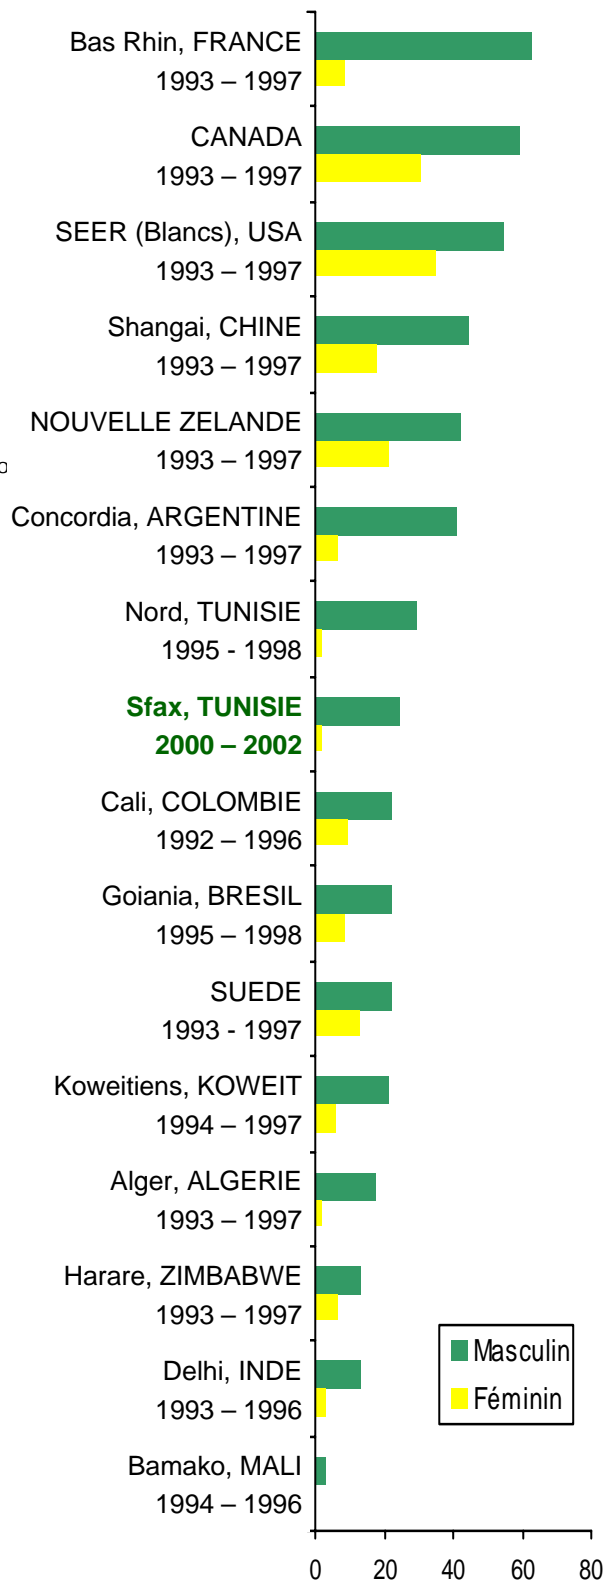 Bas Rhin, FRANCE
1993 – 1997
CANADA
1993 – 1997
SEER (Blancs), USA
1993 – 1997
Shangai, CHINE
1993 – 1997
NOUVELLE ZELANDE
1993 – 1997
Concordia, ARGENTINE
1993 – 1997
Nord, TUNISIE
1995 - 1998
Sfax, TUNISIE
2000 – 2002
Cali, COLOMBIE
1992 – 1996
Goiania, BRESIL
1995 – 1998
SUEDE
1993 - 1997
Koweitiens, KOWEIT
1994 – 1997
Alger, ALGERIE
1993 – 1997
Harare, ZIMBABWE
1993 – 1997
Delhi, INDE
1993 – 1996
Bamako, MALI
1994 – 1996
Masculin
Féminin
0 20 40 60 80